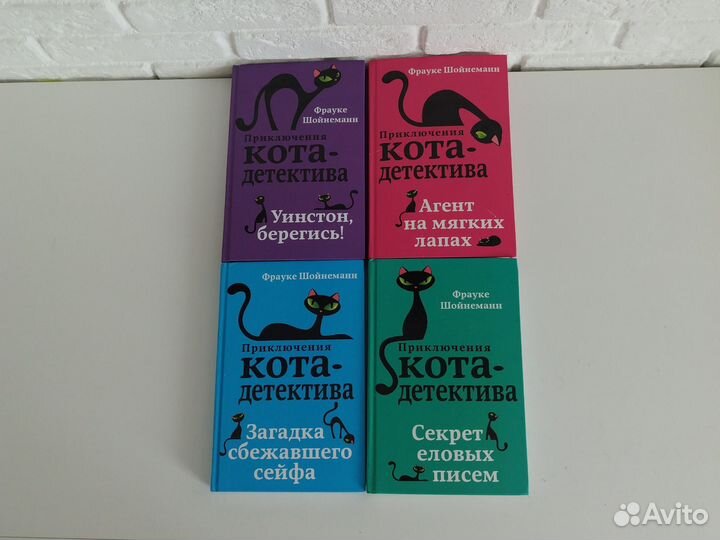 Фрауке
Шойнеманн
Приключения
кота-
детектива
Уинстон,
берегись!
Фрауке Шойнеманн
Приключения
кота-
детектива
Агент
на мягких
лапах
Фрауке Шойнеманн
Приключения
кота-
детектива
Загадка
сбежавшего
сейфа
Фрауке
Шойнеманн
Приключения
кота-
детектива
Секрет
еловых
писем
Avito